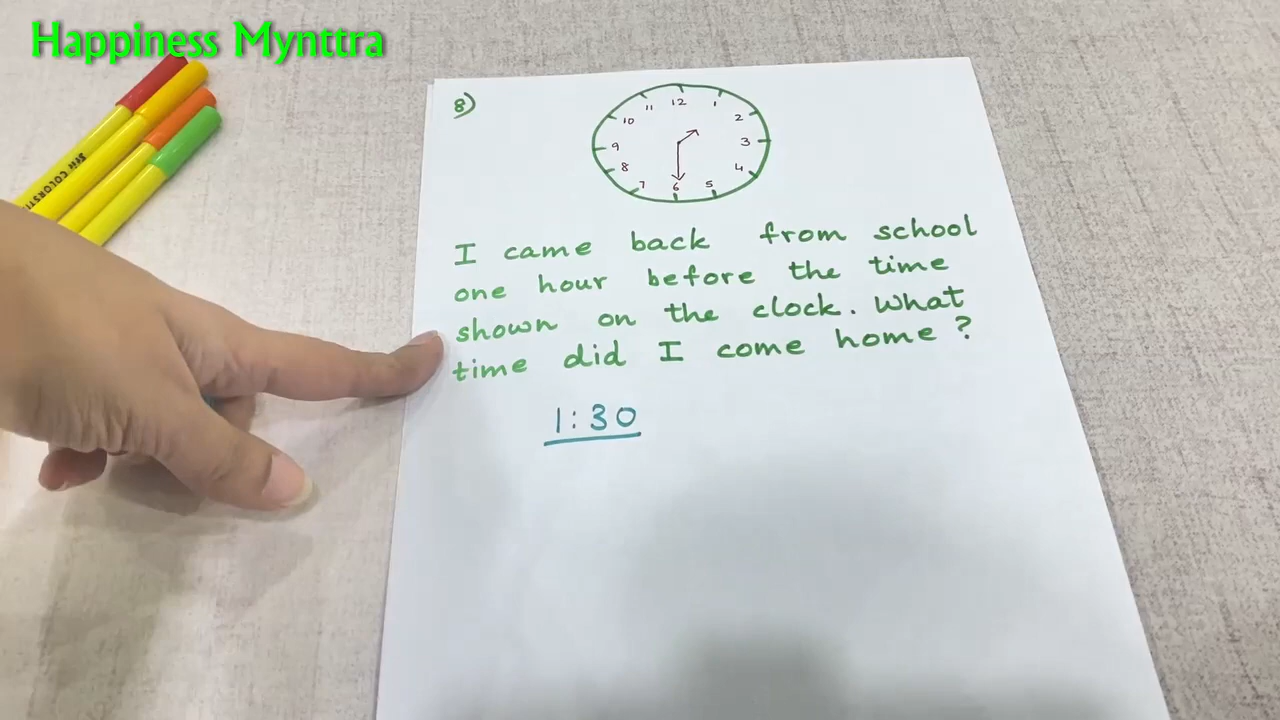 Happiness Mynttra
8)
12
11
1
10
2
9
3
8
4
7
6
5
I came back from school
one hour before the time
shown on the clock. What
time did I come home?
1:30